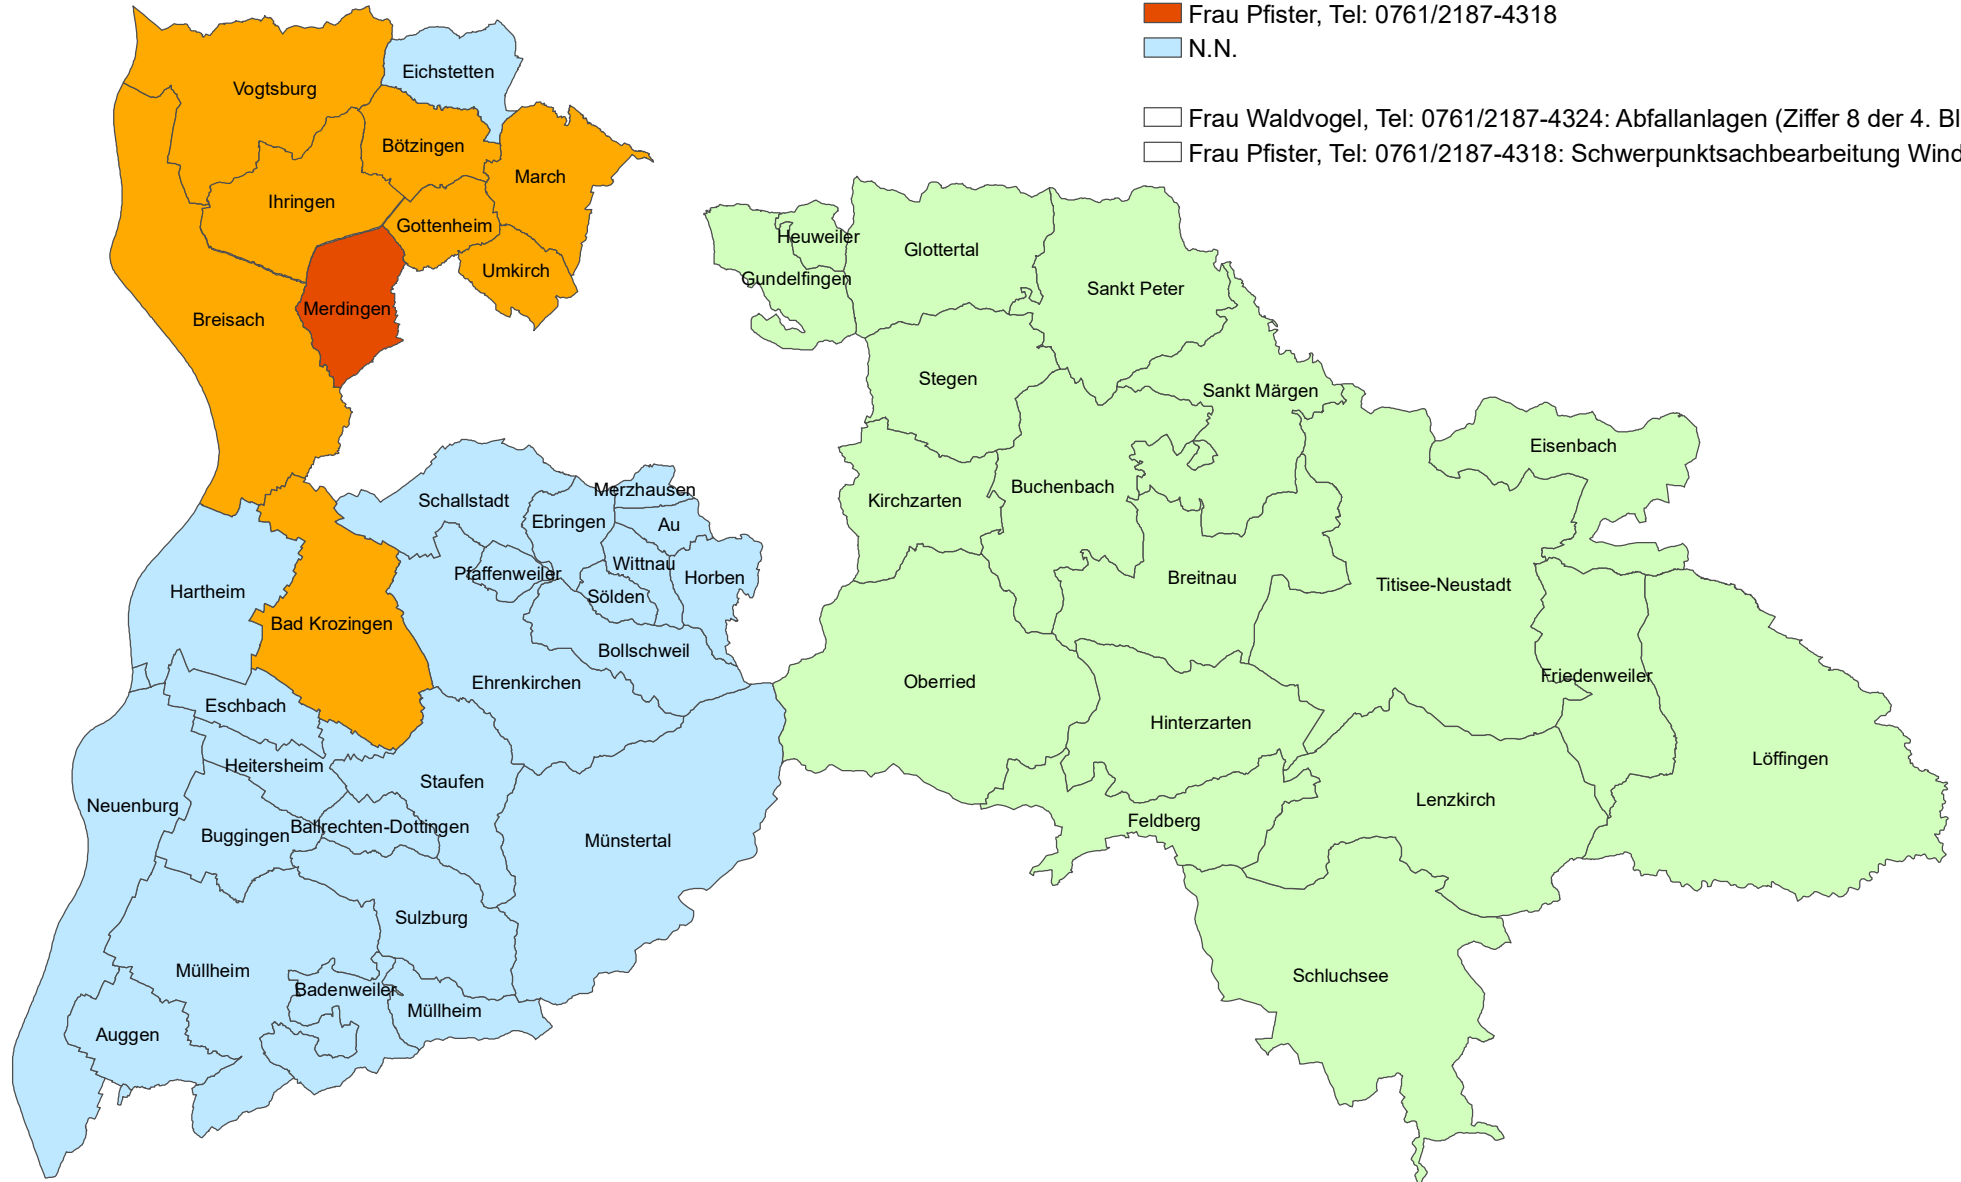 Frau Pfister, Tel: 0761/2187-4318
N.N.
Frau Waldvogel, Tel: 0761/2187-4324: Abfallanlagen (Ziffer 8 der 4. Bl
Frau Pfister, Tel: 0761/2187-4318: Schwerpunktsachbearbeitung Wind
Eichstetten
Vogtsburg
Bötzingen
March
Ihringen
Gottenheim
Umkirch
Merdingen
Breisach
Heuweiler
Glottertal
Gundelfingen
Sankt Peter
Stegen
Sankt Märgen
Eisenbach
Kirchzarten
Buchenbach
Schallstadt
Merzhausen
Ebringen
Au
Wittnau
Pfaffenweiler
Horben
Sölden
Hartheim
Bad Krozingen
Bollschweil
Ehrenkirchen
Breitnau
Titisee-Neustadt
Oberried
Friedenweiler
Eschbach
Hinterzarten
Heitersheim
Staufen
Löffingen
Neuenburg
Lenzkirch
Buggingen
Ballrechten-Dottingen
Münstertal
Feldberg
Sulzburg
Müllheim
Schluchsee
Badenweiler
Müllheim
Auggen